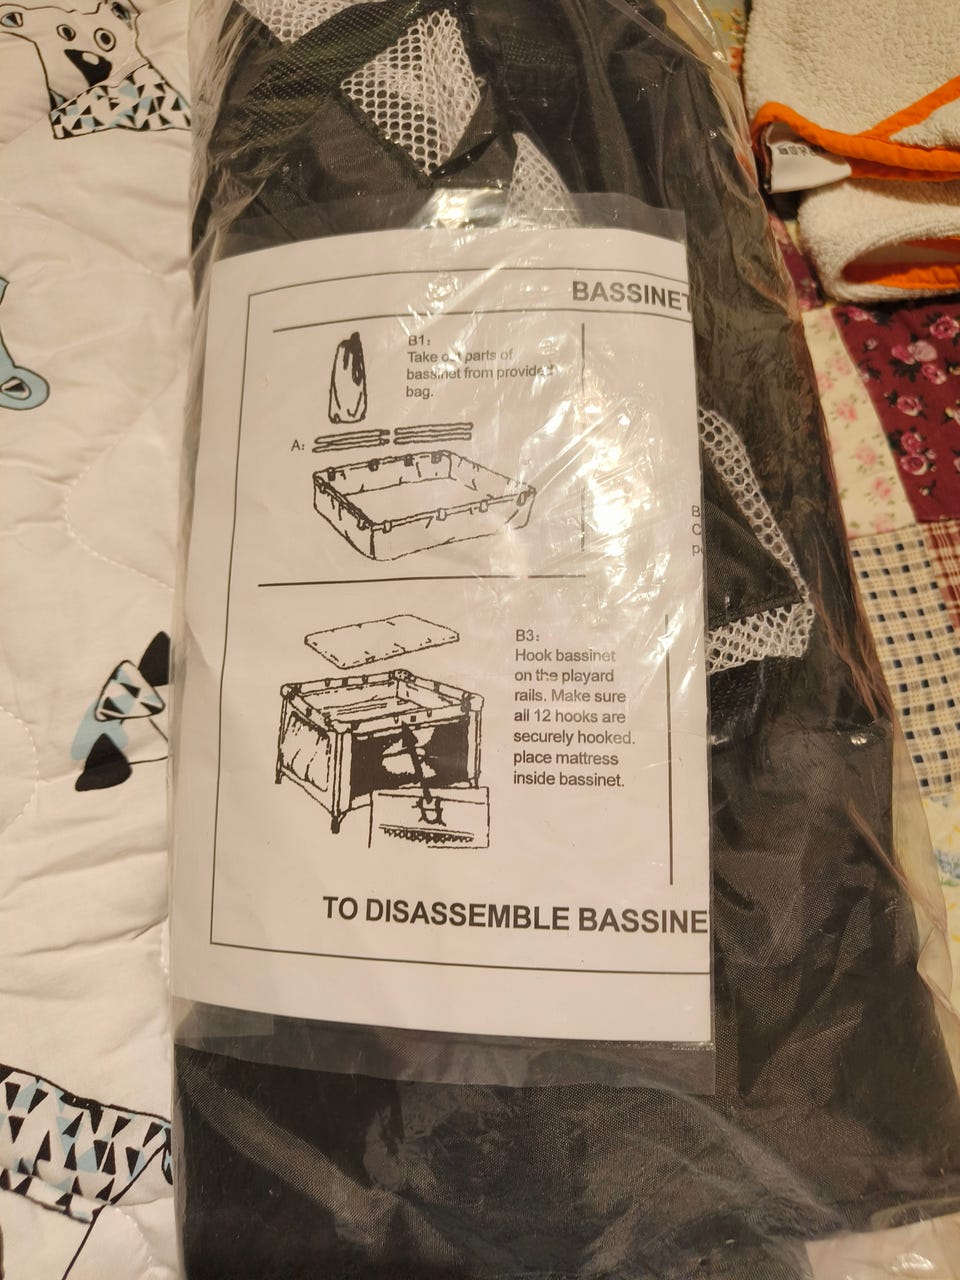 BASSINET
B1:
Take out parts of
bassinet from provided
bag.
A:
B
C
B3:
Hook bassinet
on the playard
rails. Make sure
all 12 hooks are
securely hooked.
place mattress
inside bassinet.
TO DISASSEMBLE BASSINE